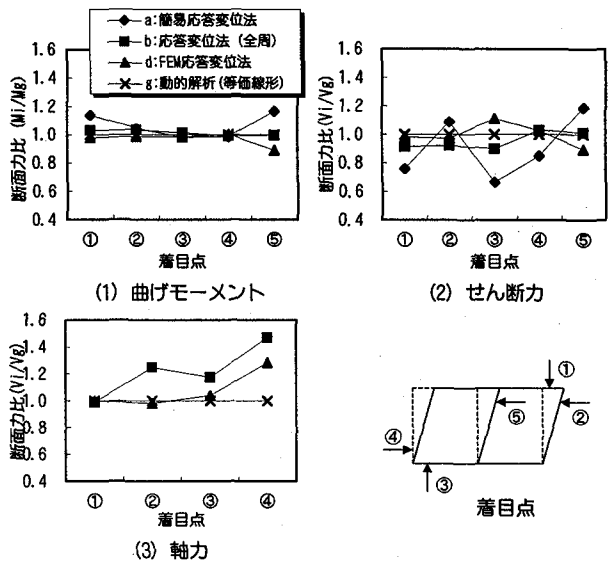 a:簡易応答変位法
b:応答変位法(全周)
d:FEM応答変位法
g:動的解析(等価線形)
断面力比(Mi/Mg)
1.6
1.4
1.2
1.0
0.8
0.6
0.4
① ② ③ ④ ⑤
着目点
(1) 曲げモーメント
断面力比(Vi/Vg)
1.6
1.4
1.2
1.0
0.8
0.6
0.4
① ② ③ ④ ⑤
着目点
(2) せん断力
断面力比(Vi/Vg)
1.6
1.4
1.2
1.0
0.8
0.6
0.4
① ② ③ ④
着目点
(3) 軸力
①
②
⑤
④
③
着目点